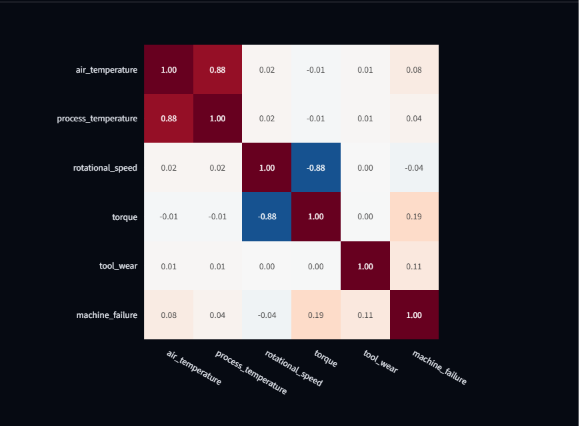 air_temperature 1.00 0.88 0.02 -0.01 0.01 0.08
process_temperature 0.88 1.00 0.02 -0.01 0.01 0.04
rotational_speed 0.02 0.02 1.00 -0.88 0.00 -0.04
torque -0.01 -0.01 -0.88 1.00 0.00 0.19
tool_wear 0.01 0.01 0.00 0.00 1.00 0.11
machine_failure 0.08 0.04 -0.04 0.19 0.11 1.00
air_temperature process_temperature rotational_speed torque tool_wear machine_failure